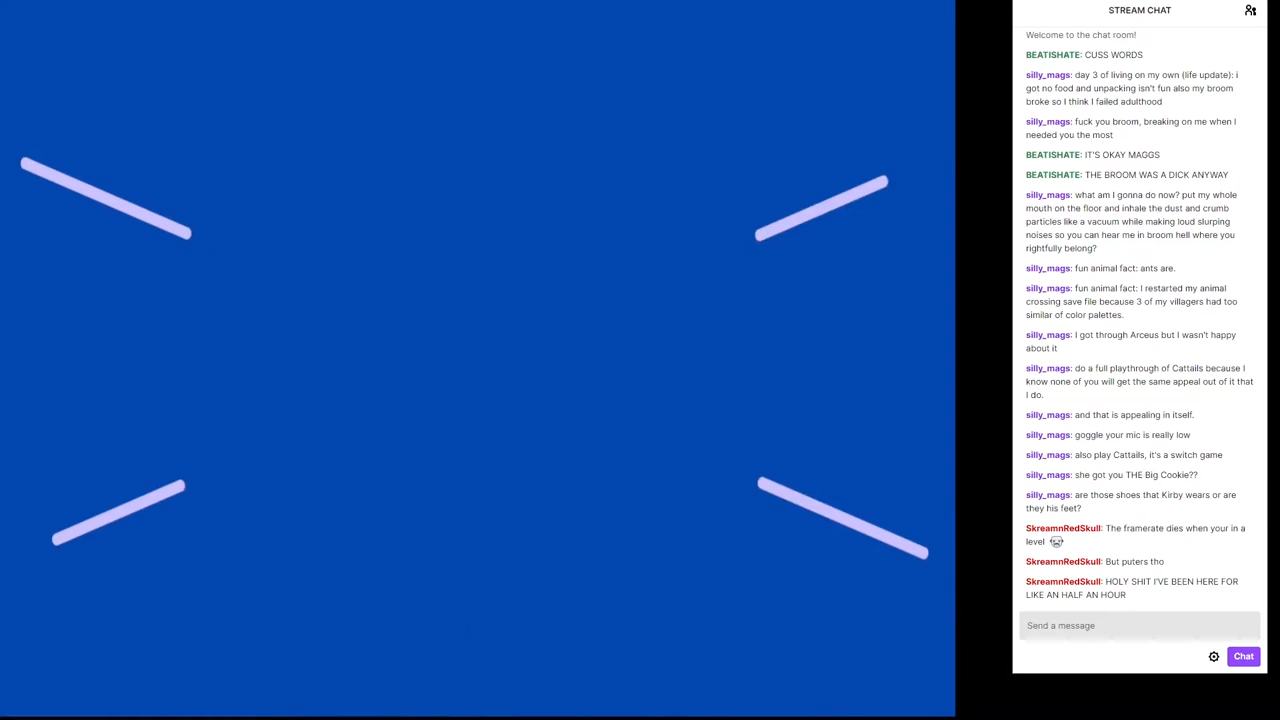 STREAM CHAT
Welcome to the chat room!
BEATISHATE: CUSS WORDS
silly_mags: day 3 of living on my own (life update): i
got no food and unpacking isn't fun also my broom
broke so I think I failed adulthood
silly_mags: fuck you broom, breaking on me when I
needed you the most
BEATISHATE: IT'S OKAY MAGGS
BEATISHATE: THE BROOM WAS A DICK ANYWAY
silly_mags: what am I gonna do now? put my whole
mouth on the floor and inhale the dust and crumb
particles like a vacuum while making loud slurping
noises so you can hear me in broom hell where you
rightfully belong?
silly_mags: fun animal fact: ants are.
silly_mags: fun animal fact: I restarted my animal
crossing save file because 3 of my villagers had too
similar of color palettes.
silly_mags: I got through Arceus but I wasn't happy
about it
silly_mags: do a full playthrough of Cattails because I
know none of you will get the same appeal out of it that
I do.
silly_mags: and that is appealing in itself.
silly_mags: goggle your mic is really low
silly_mags: also play Cattails, it's a switch game
silly_mags: she got you THE Big Cookie??
silly_mags: are those shoes that Kirby wears or are
they his feet?
SkreamnRedSkull: The framerate dies when your in a
level
SkreamnRedSkull: But puters tho
SkreamnRedSkull: HOLY SHIT I'VE BEEN HERE FOR
LIKE AN HALF AN HOUR
Send a message
Chat